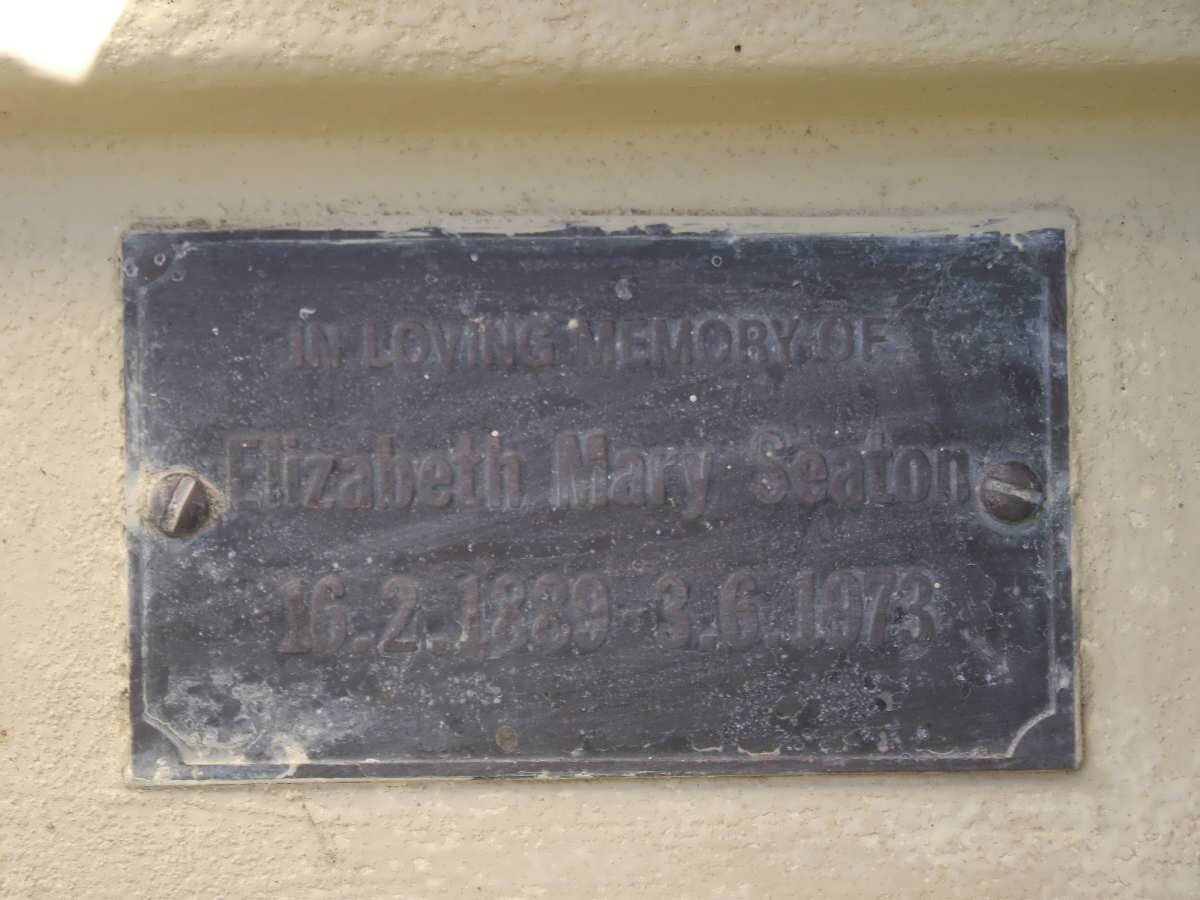 IN LOVING MEMORY OF
Elizabeth Mary Seaton
16.2.1889-3.6.1973